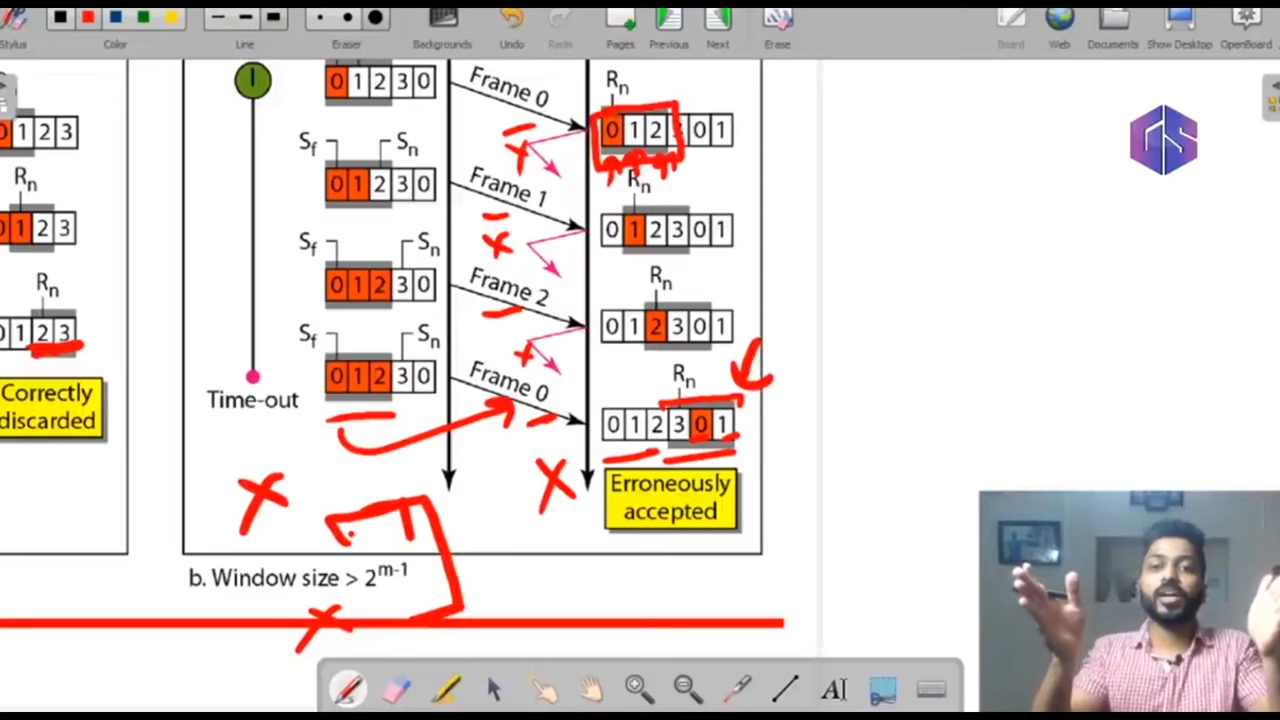 Stylus
Color
Line
Eraser
Backgrounds
Undo
Redo
Pages
Previous
Next
Erase
Board
Web
Documents
Show Desktop
OpenBoard
0 1 2 3
Rn
0 1 2 3
Rn
0 1 2 3
Correctly
discarded
0 1 2 3 0
Frame 0
Rn
0 1 2 3 0 1
Sf
Sn
0 1 2 3 0
Frame 1
Rn
0 1 2 3 0 1
Sf
Sn
0 1 2 3 0
Frame 2
Rn
0 1 2 3 0 1
Sf
Sn
0 1 2 3 0
Time-out
Frame 0
Rn
0 1 2 3 0 1
Erroneously
accepted
b. Window size > 2m-1